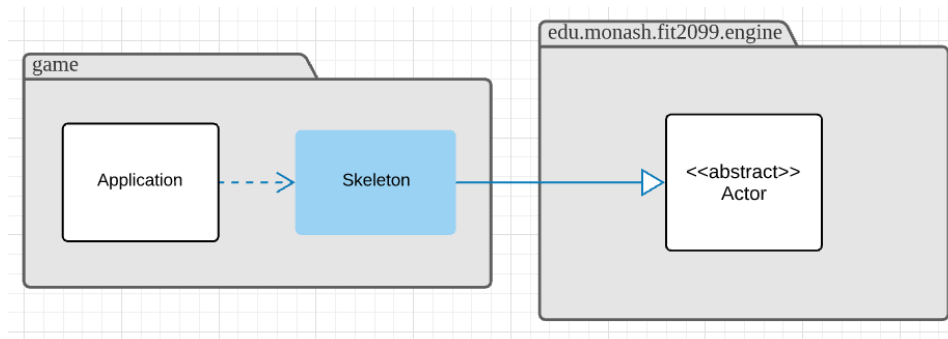 game
edu.monash.fit2099.engine
Application
Skeleton
<<abstract>>
Actor